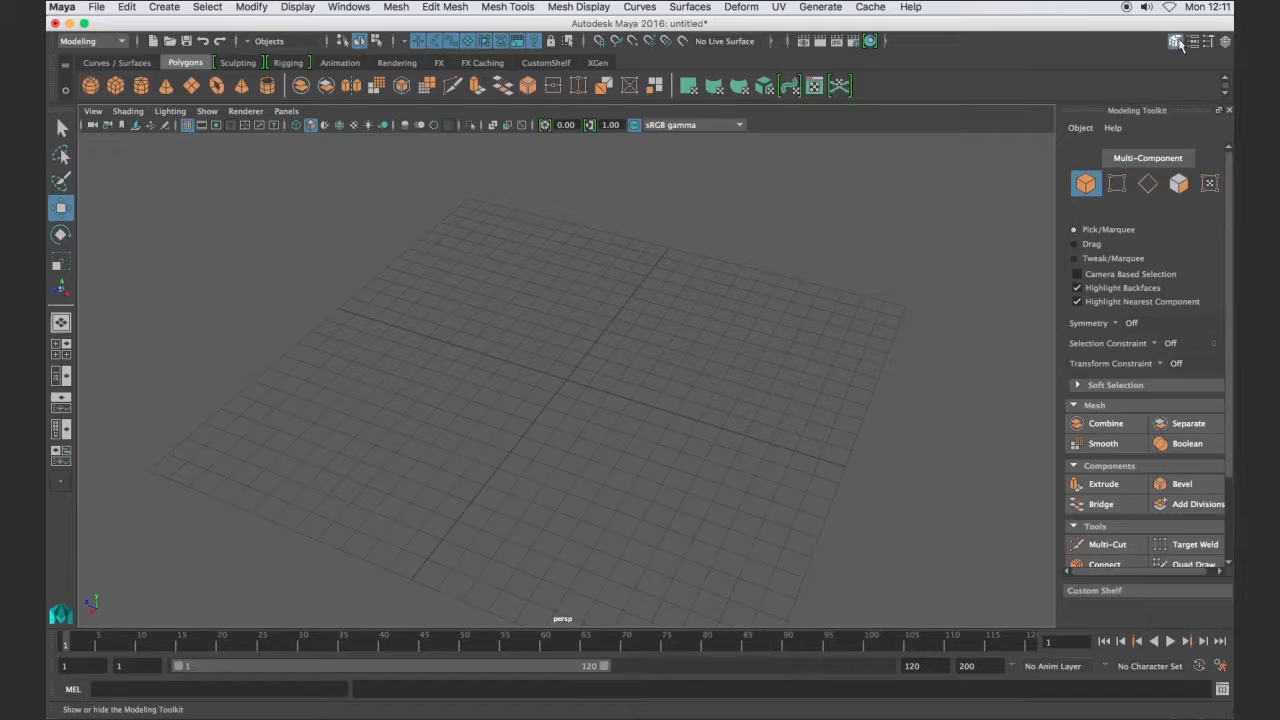 Maya File Edit Create Select Modify Display Windows Mesh Edit Mesh Mesh Tools Mesh Display Curves Surfaces Deform UV Generate Cache Help Mon 12:11
Autodesk Maya 2016: untitled*
Modeling Objects No Live Surface
Curves / Surfaces Polygons Sculpting Rigging Animation Rendering FX FX Caching CustomShelf XGen
View Shading Lighting Show Renderer Panels
0.00 1.00 sRGB gamma
Modeling Toolkit
Object Help
Multi-Component
Pick/Marquee
Drag
Tweak/Marquee
Camera Based Selection
Highlight Backfaces
Highlight Nearest Component
Symmetry Off
Selection Constraint Off 0
Transform Constraint Off
Soft Selection
Mesh
Combine Separate
Smooth Boolean
Components
Extrude Bevel
Bridge Add Divisions
Tools
Multi-Cut Target Weld
Connect Quad Draw
Custom Shelf
persp
1 5 10 15 20 25 30 35 40 45 50 55 60 65 70 75 80 85 90 95 100 105 110 115 120 1
1 1 1 120 120 200 No Anim Layer No Character Set
MEL
Show or hide the Modeling Toolkit